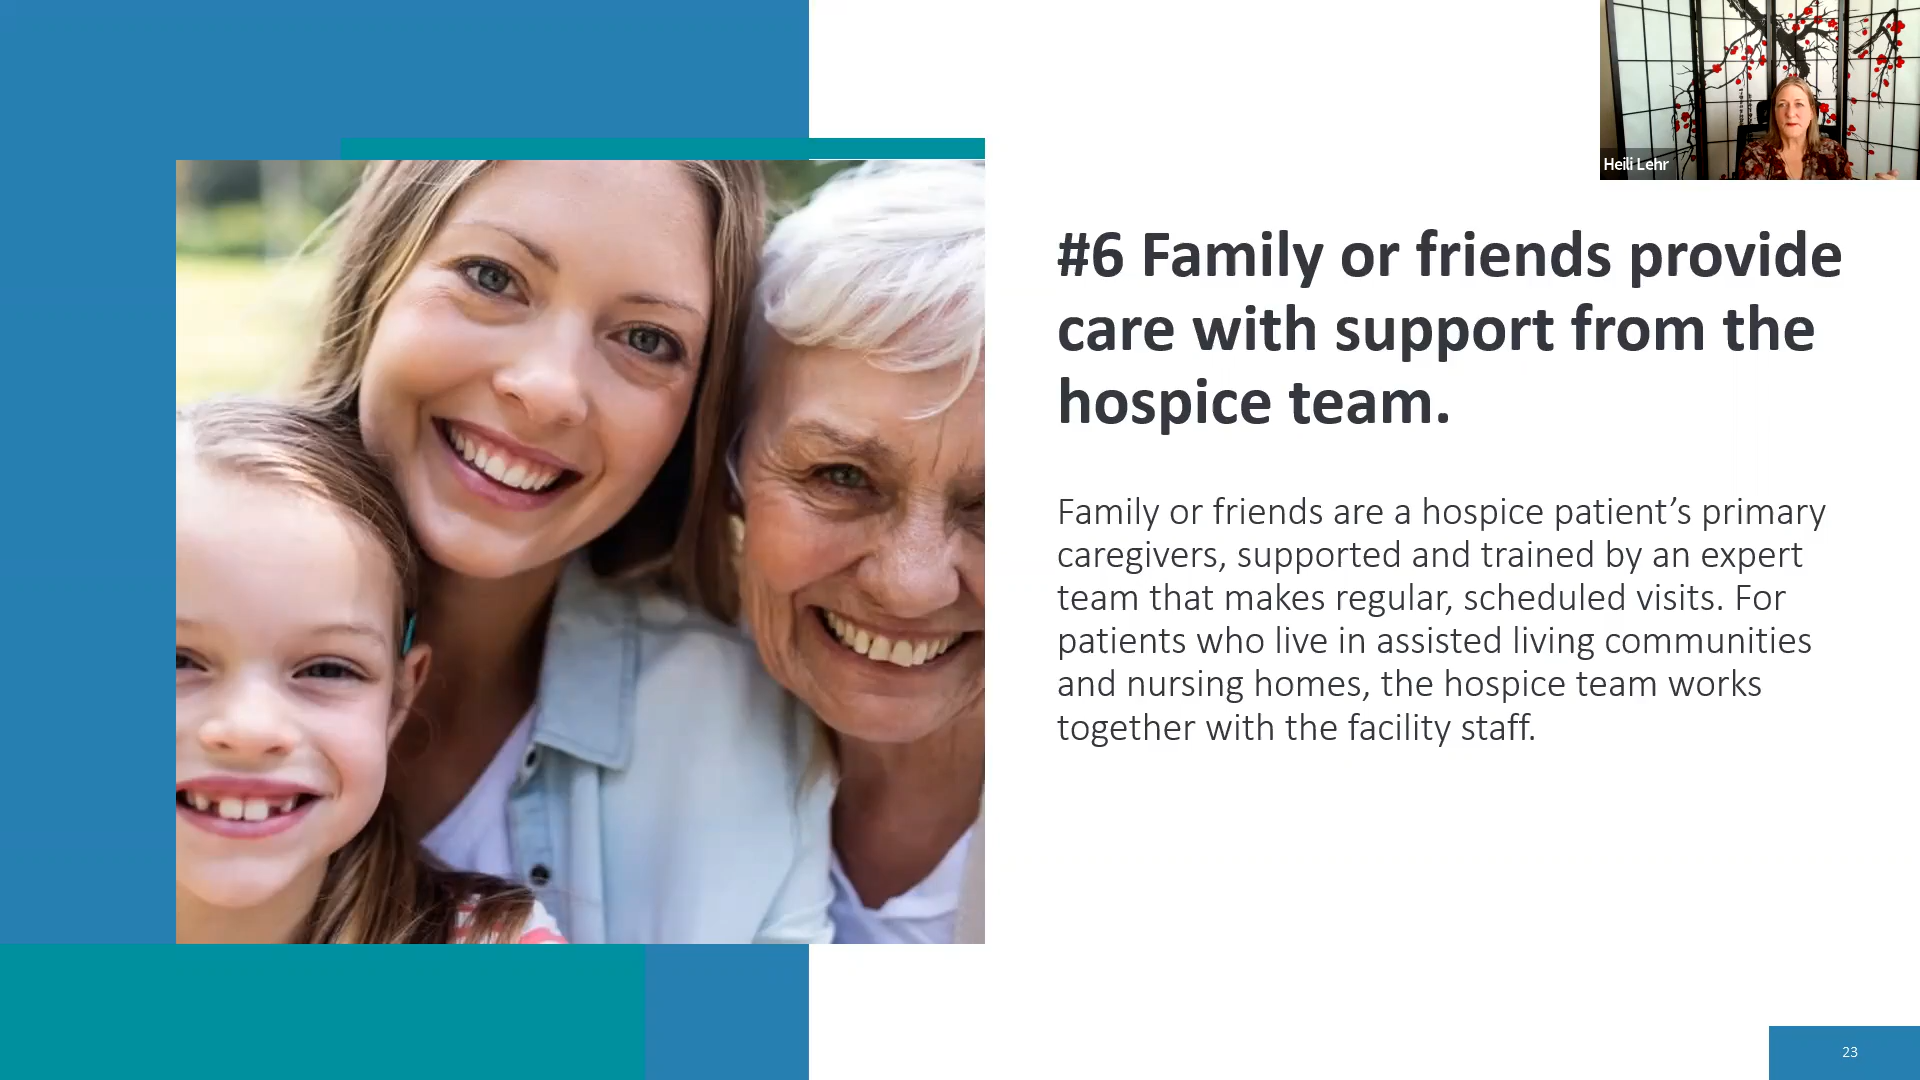 Heili Lehr
#6 Family or friends provide
care with support from the
hospice team.
Family or friends are a hospice patient’s primary
caregivers, supported and trained by an expert
team that makes regular, scheduled visits. For
patients who live in assisted living communities
and nursing homes, the hospice team works
together with the facility staff.
23